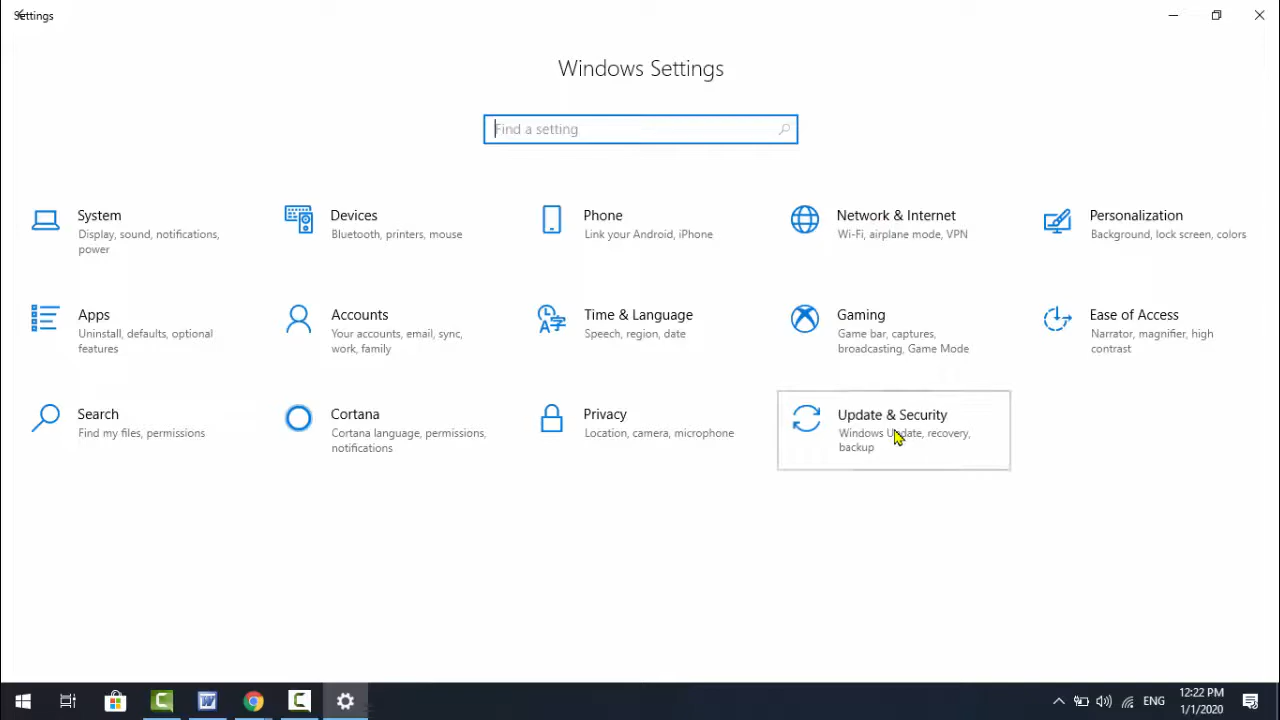 Settings
Windows Settings
Find a setting
System
Display, sound, notifications,
power
Devices
Bluetooth, printers, mouse
Phone
Link your Android, iPhone
Network & Internet
Wi-Fi, airplane mode, VPN
Personalization
Background, lock screen, colors
Apps
Uninstall, defaults, optional
features
Accounts
Your accounts, email, sync,
work, family
Time & Language
Speech, region, date
Gaming
Game bar, captures,
broadcasting, Game Mode
Ease of Access
Narrator, magnifier, high
contrast
Search
Find my files, permissions
Cortana
Cortana language, permissions,
notifications
Privacy
Location, camera, microphone
Update & Security
Windows Update, recovery,
backup
ENG
12:22 PM
1/1/2020